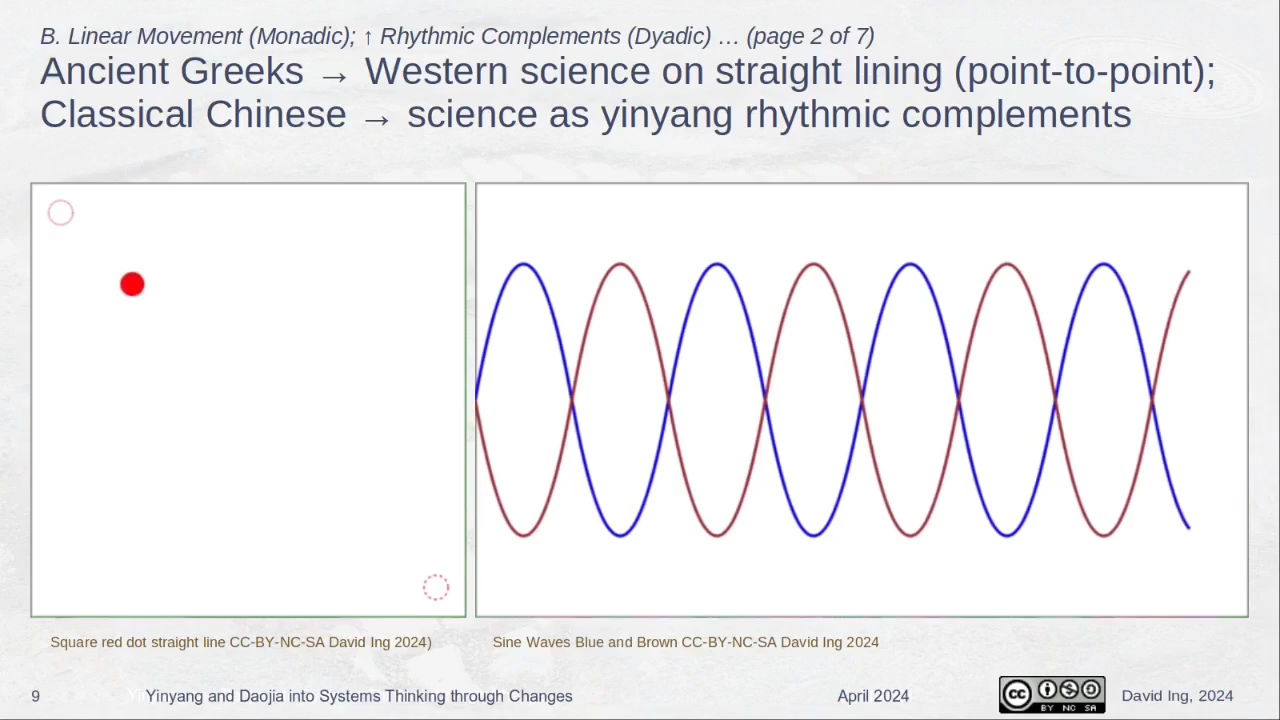 B. Linear Movement (Monadic); ↑ Rhythmic Complements (Dyadic) … (page 2 of 7)
Ancient Greeks → Western science on straight lining (point-to-point);
Classical Chinese → science as yinyang rhythmic complements
Square red dot straight line CC-BY-NC-SA David Ing 2024)
Sine Waves Blue and Brown CC-BY-NC-SA David Ing 2024
9
Yinyang and Daojia into Systems Thinking through Changes
April 2024
cc
BY NC SA
David Ing, 2024